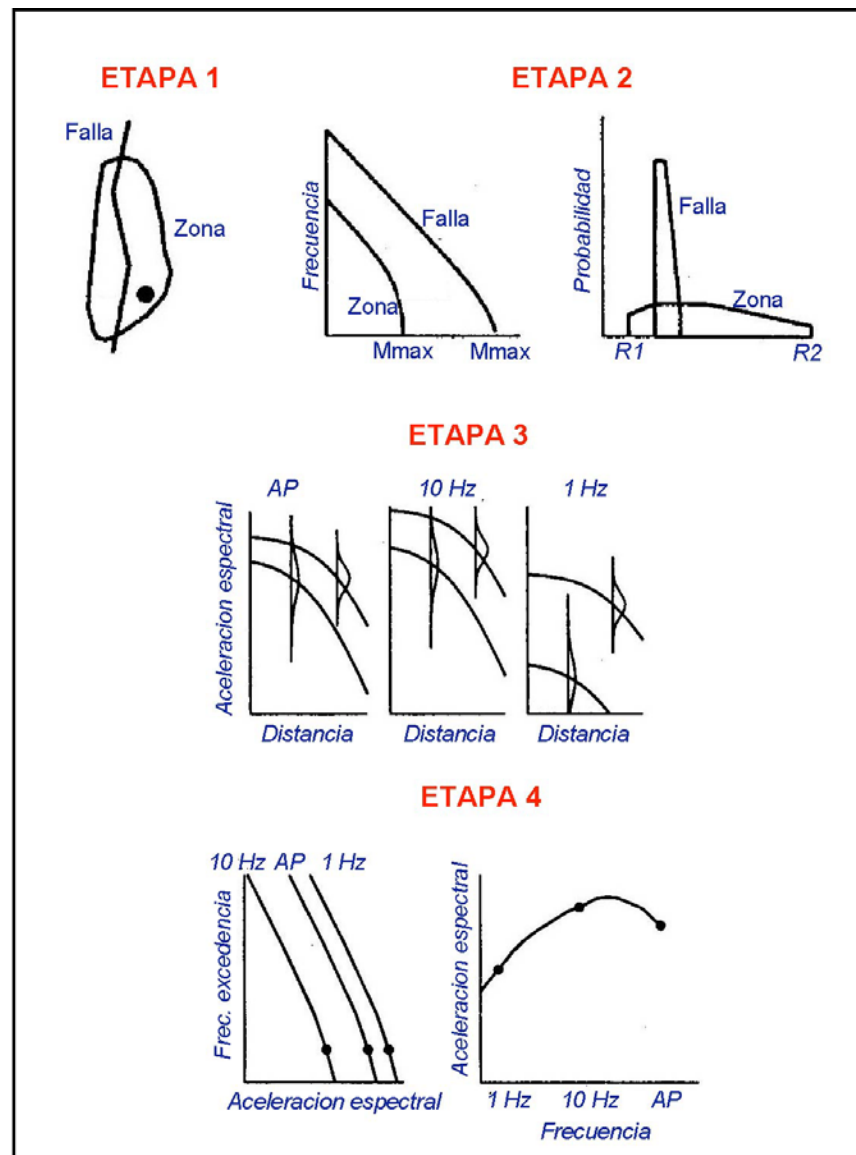 ETAPA 1
ETAPA 2
Falla
Zona
Frecuencia
Falla
Zona
Mmax
Mmax
Probabilidad
Falla
Zona
R1
R2
ETAPA 3
AP
10 Hz
1 Hz
Aceleracion espectral
Distancia
Distancia
Distancia
ETAPA 4
10 Hz
AP
1 Hz
Frec. excedencia
Aceleracion espectral
Aceleracion espectral
1 Hz
10 Hz
AP
Frecuencia